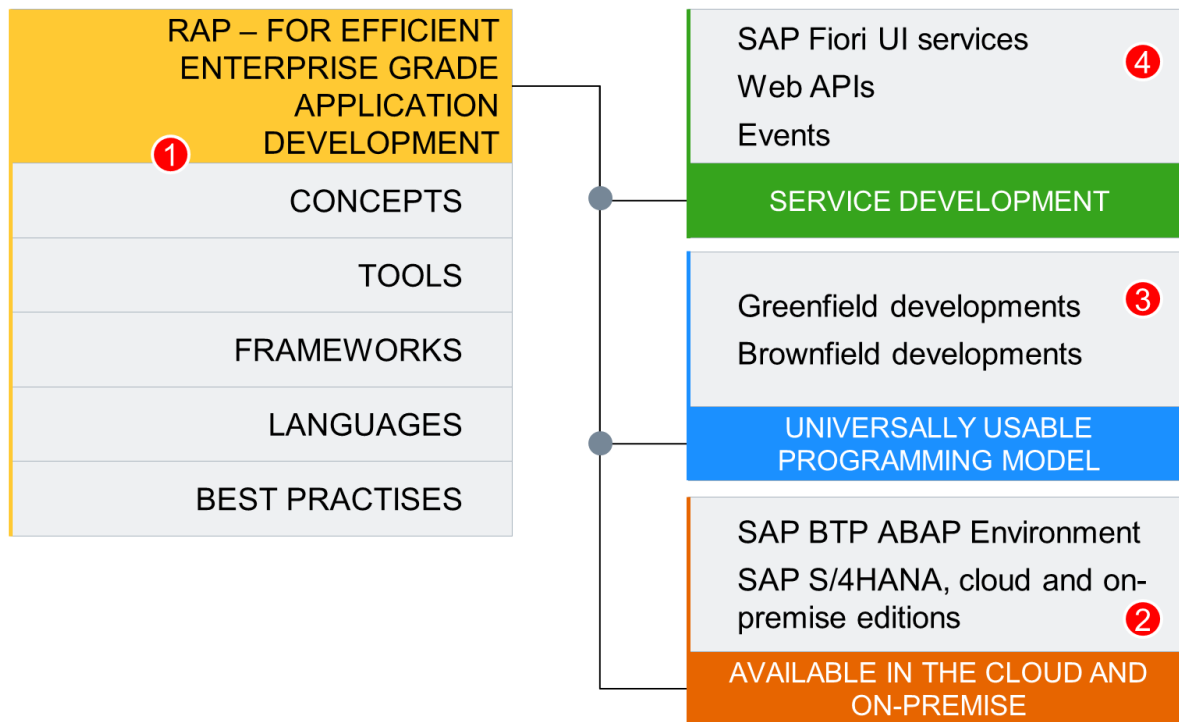 RAP – FOR EFFICIENT
ENTERPRISE GRADE
APPLICATION
DEVELOPMENT
1
CONCEPTS
TOOLS
FRAMEWORKS
LANGUAGES
BEST PRACTISES
SAP Fiori UI services
4
Web APIs
Events
SERVICE DEVELOPMENT
3
Greenfield developments
Brownfield developments
UNIVERSALLY USABLE
PROGRAMMING MODEL
SAP BTP ABAP Environment
SAP S/4HANA, cloud and on-
premise editions
2
AVAILABLE IN THE CLOUD AND
ON-PREMISE